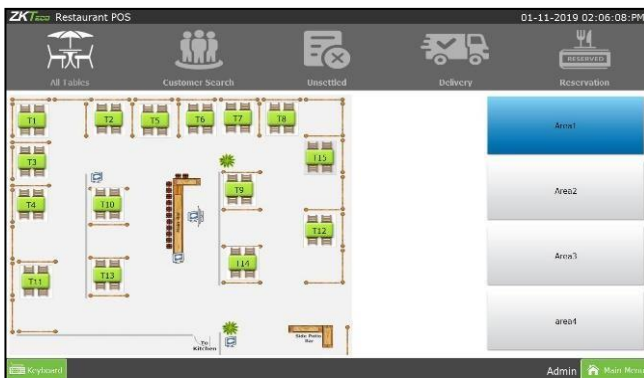 ZKTeco Restaurant POS
01-11-2019 02:06:08:PM
RESERVED
All Tables
Customer Search
Unsettled
Delivery
Reservation
T1
T2
T5
T6
T7
T8
T3
T15
T4
T10
T9
Main Bar
T12
T11
T13
T14
To
Kitchen
Side Patio
Bar
Area1
Area2
Area3
area4
Keyboard
Admin
Main Menu